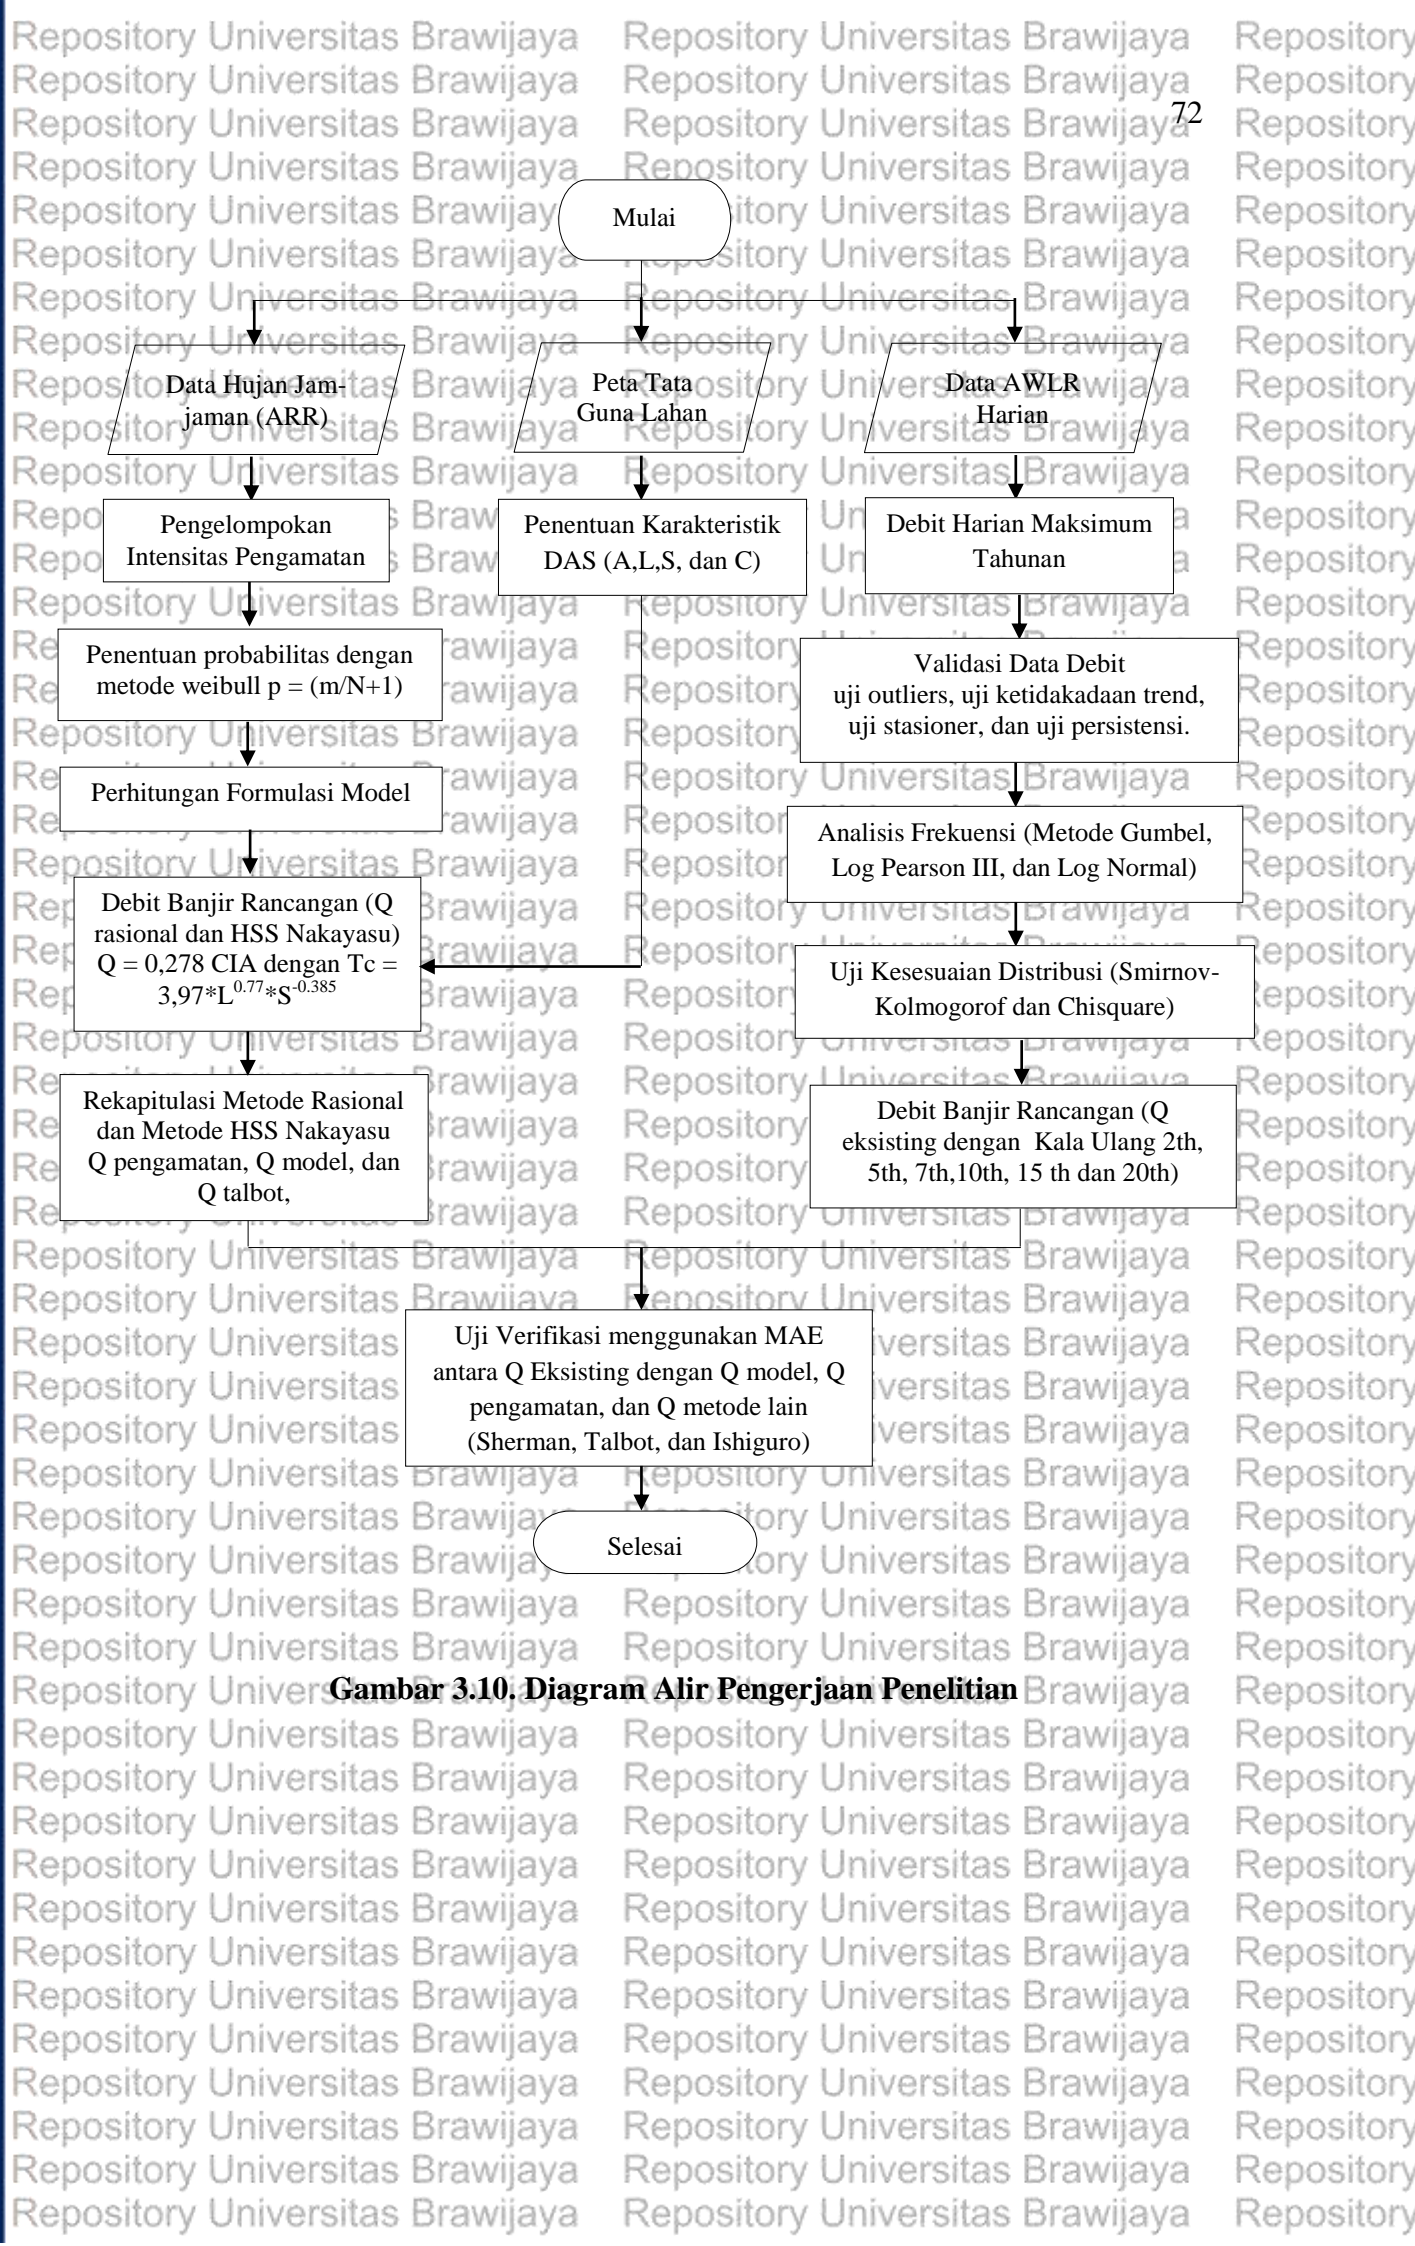 72
Mulai
Data Hujan Jam-
jaman (ARR)
Peta Tata
Guna Lahan
Data AWLR
Harian
Pengelompokan
Intensitas Pengamatan
Penentuan Karakteristik
DAS (A,L,S, dan C)
Debit Harian Maksimum
Tahunan
Penentuan probabilitas dengan
metode weibull p = (m/N+1)
Validasi Data Debit
uji outliers, uji ketidakadaan trend,
uji stasioner, dan uji persistensi.
Perhitungan Formulasi Model
Analisis Frekuensi (Metode Gumbel,
Log Pearson III, dan Log Normal)
Debit Banjir Rancangan (Q
rasional dan HSS Nakayasu)
Q = 0,278 CIA dengan Tc =
3,97*L^0.77*S^-0.385
Uji Kesesuaian Distribusi (Smirnov-
Kolmogorof dan Chisquare)
Rekapitulasi Metode Rasional
dan Metode HSS Nakayasu
Q pengamatan, Q model, dan
Q talbot,
Debit Banjir Rancangan (Q
eksisting dengan  Kala Ulang 2th,
5th, 7th,10th, 15 th dan 20th)
Uji Verifikasi menggunakan MAE
antara Q Eksisting dengan Q model, Q
pengamatan, dan Q metode lain
(Sherman, Talbot, dan Ishiguro)
Selesai
Gambar 3.10. Diagram Alir Pengerjaan Penelitian
Repository Universitas Brawijaya